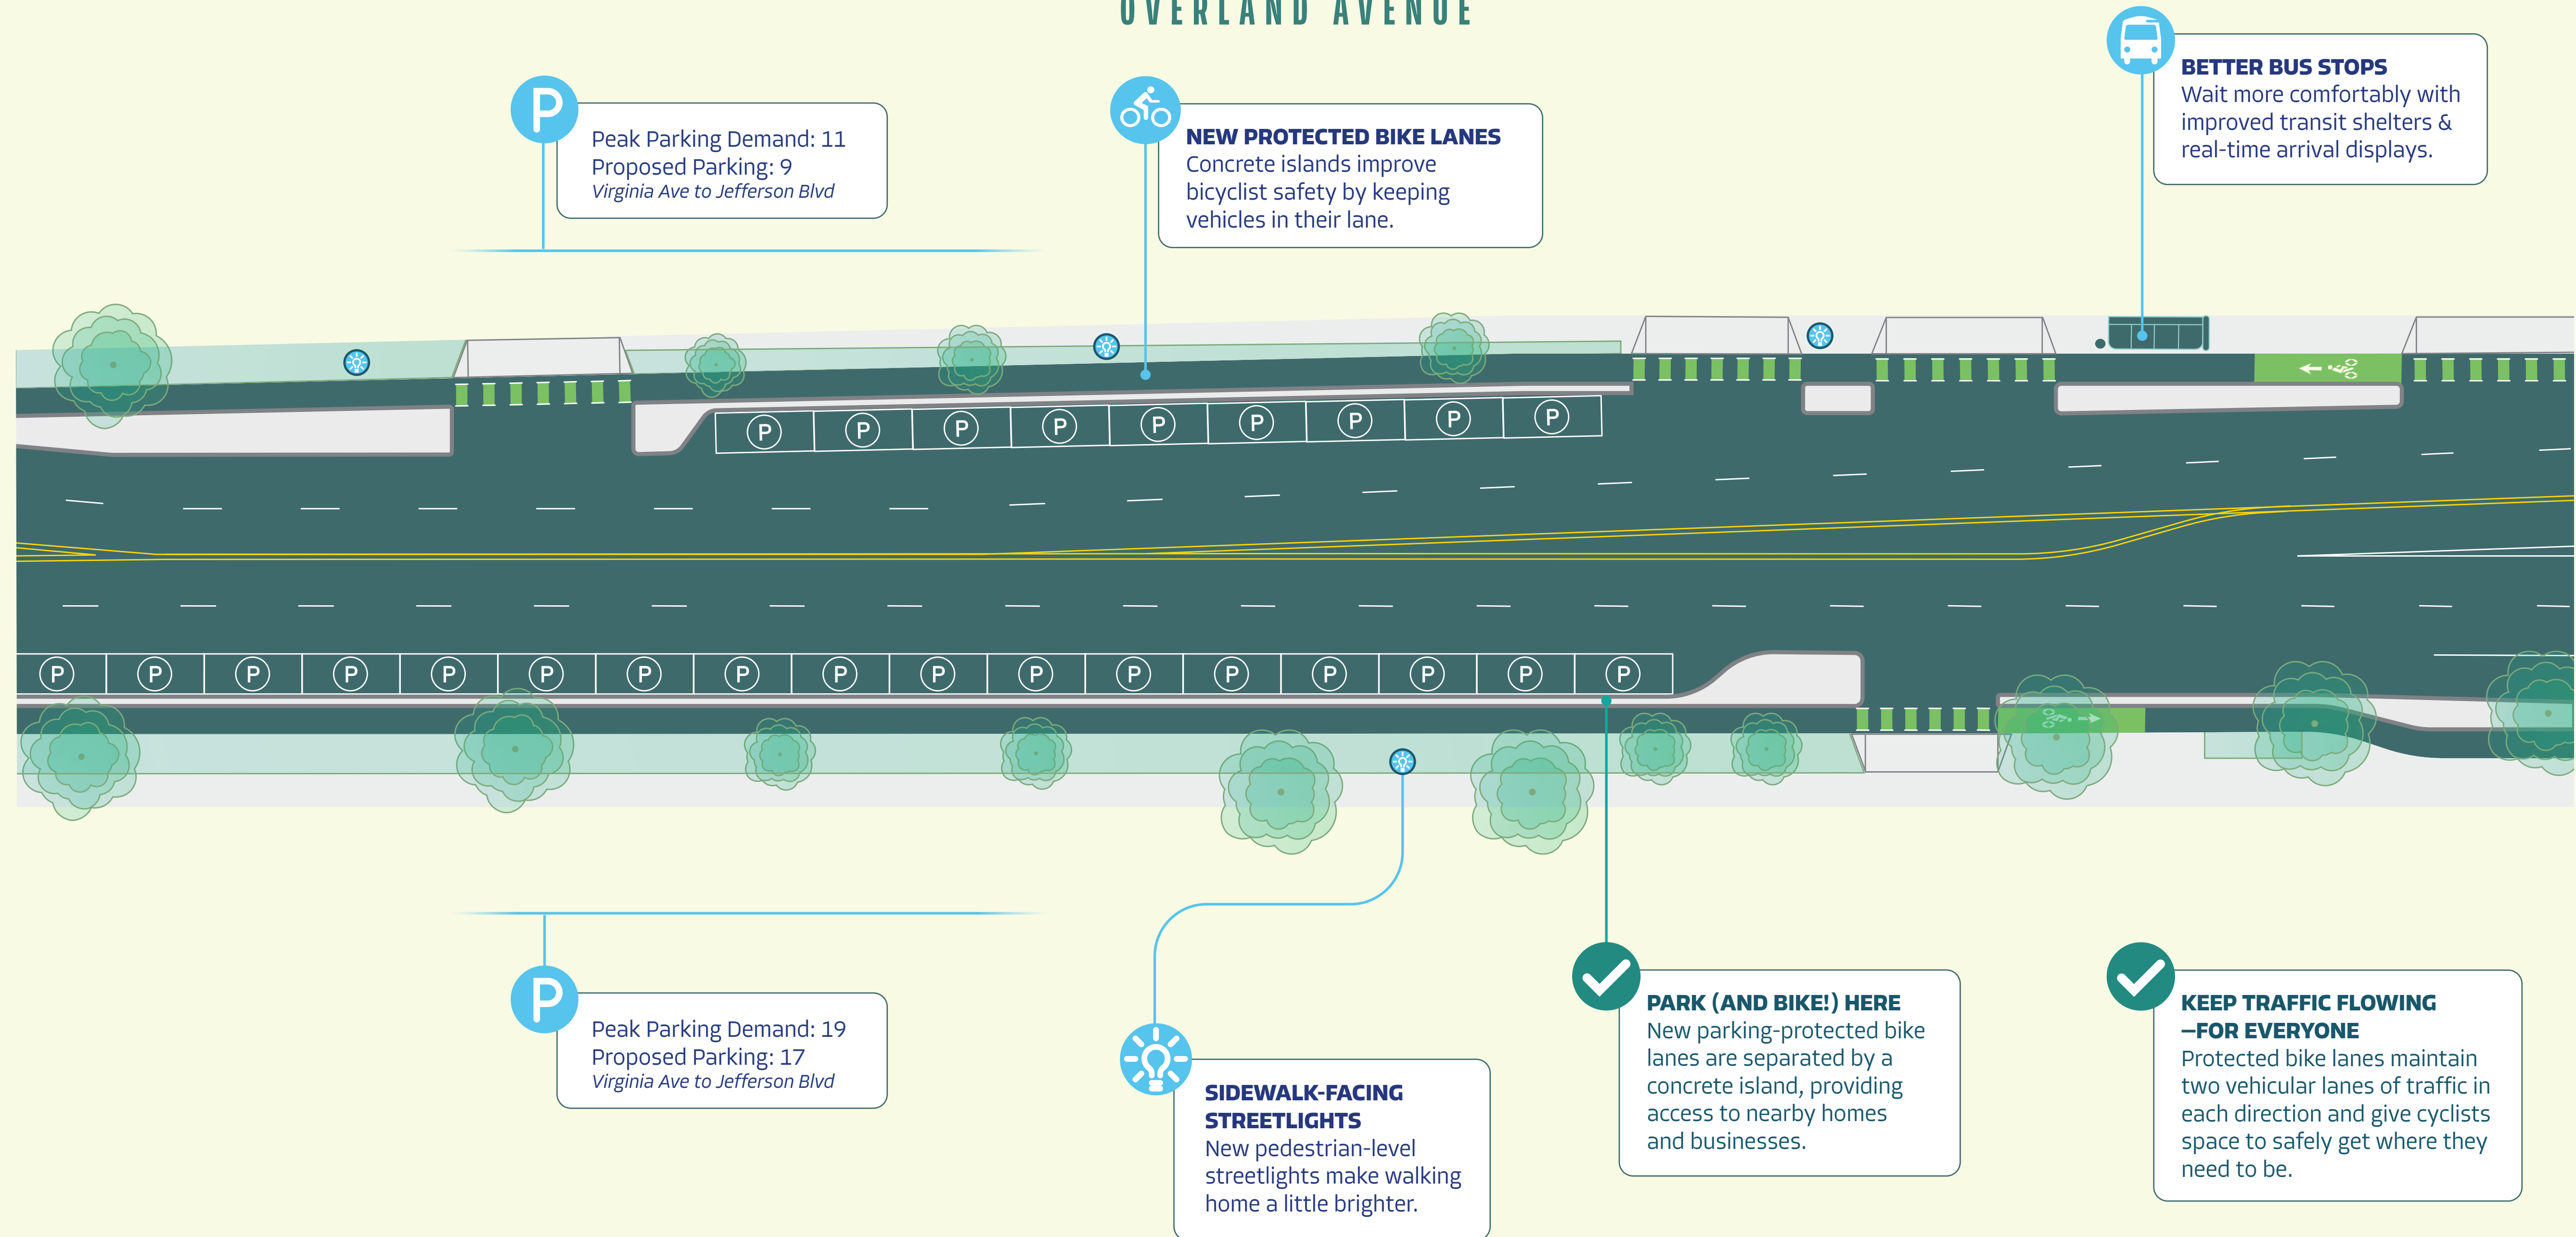 OVERLAND AVENUE
P
Peak Parking Demand: 11
Proposed Parking: 9
Virginia Ave to Jefferson Blvd
NEW PROTECTED BIKE LANES
Concrete islands improve
bicyclist safety by keeping
vehicles in their lane.
BETTER BUS STOPS
Wait more comfortably with
improved transit shelters &
real-time arrival displays.
P P P P P P P P P
P P P P P P P P P P P P P P P P P
P
Peak Parking Demand: 19
Proposed Parking: 17
Virginia Ave to Jefferson Blvd
SIDEWALK-FACING
STREETLIGHTS
New pedestrian-level
streetlights make walking
home a little brighter.
PARK (AND BIKE!) HERE
New parking-protected bike
lanes are separated by a
concrete island, providing
access to nearby homes
and businesses.
KEEP TRAFFIC FLOWING
–FOR EVERYONE
Protected bike lanes maintain
two vehicular lanes of traffic in
each direction and give cyclists
space to safely get where they
need to be.